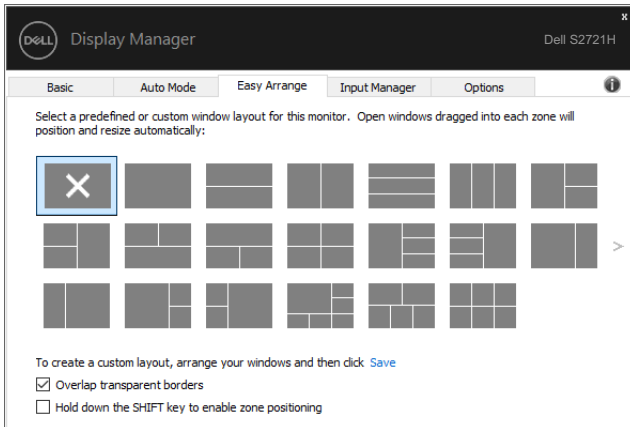 x
DELL Display Manager Dell S2721H
Basic Auto Mode Easy Arrange Input Manager Options
Select a predefined or custom window layout for this monitor. Open windows dragged into each zone will
position and resize automatically:
To create a custom layout, arrange your windows and then click Save
Overlap transparent borders
Hold down the SHIFT key to enable zone positioning